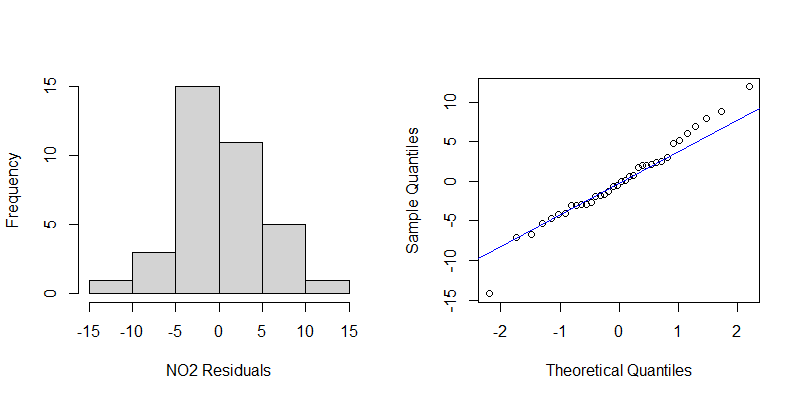 Frequency
15
10
5
0
-15 -10 -5 0 5 10 15
NO2 Residuals
Sample Quantiles
10
5
0
-5
-10
-15
-2 -1 0 1 2
Theoretical Quantiles